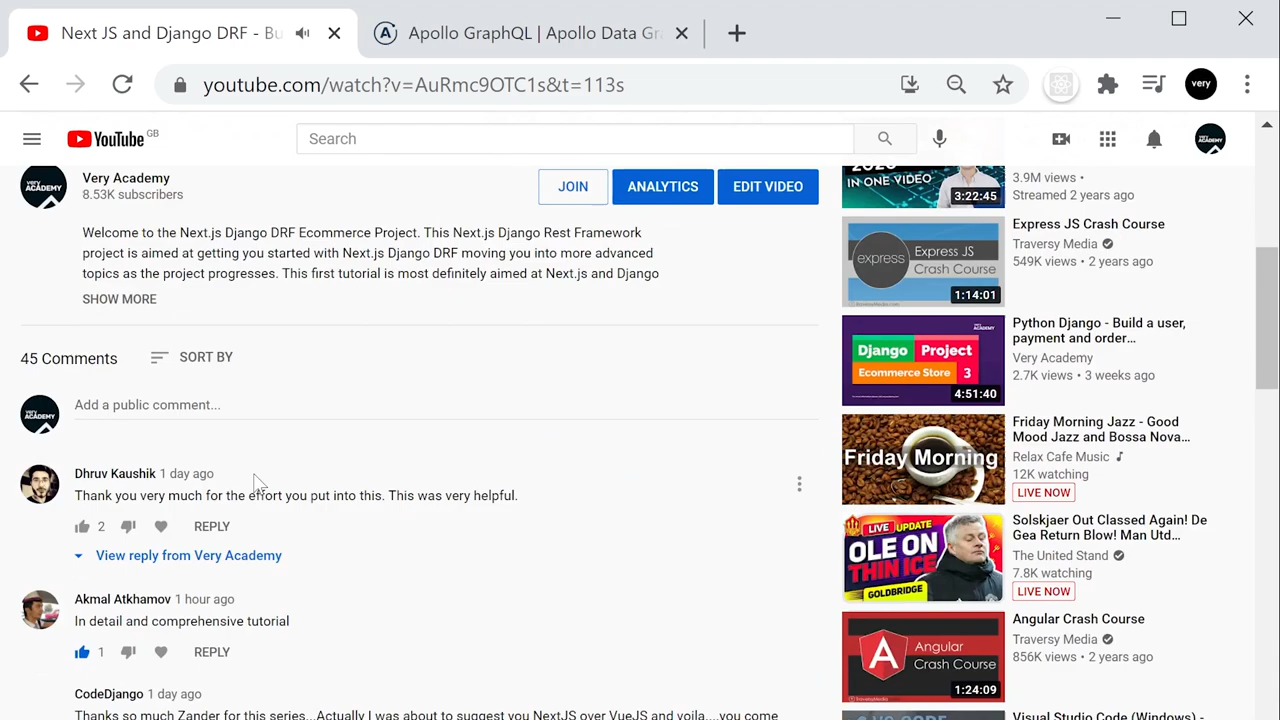 Next JS and Django DRF - Bu
Apollo GraphQL | Apollo Data Gr
youtube.com/watch?v=AuRmc9OTC1s&t=113s
very
YouTube GB
Search
VERY ACADEMY
Very Academy
8.53K subscribers
JOIN
ANALYTICS
EDIT VIDEO
Welcome to the Next.js Django DRF Ecommerce Project. This Next.js Django Rest Framework
project is aimed at getting you started with Next.js Django DRF moving you into more advanced
topics as the project progresses. This first tutorial is most definitely aimed at Next.js and Django
SHOW MORE
45 Comments
SORT BY
Add a public comment...
Dhruv Kaushik 1 day ago
Thank you very much for the effort you put into this. This was very helpful.
2
REPLY
View reply from Very Academy
Akmal Atkhamov 1 hour ago
In detail and comprehensive tutorial
1
REPLY
CodeDjango 1 day ago
Thanks so much Zander for this series...Actually I was about to suggest you NextJS over VueJS and voila....you come
IN ONE VIDEO
3:22:45
3.9M views •
Streamed 2 years ago
express
Express JS
Crash Course
1:14:01
Express JS Crash Course
Traversy Media
549K views • 2 years ago
Django Project
Ecommerce Store 3
4:51:40
Python Django - Build a user,
payment and order…
Very Academy
2.7K views • 3 weeks ago
Friday Morning
Friday Morning Jazz - Good
Mood Jazz and Bossa Nova…
Relax Cafe Music
12K watching
LIVE NOW
LIVE UPDATE
OLE ON
THIN ICE
GOLDBRIDGE
Solskjaer Out Classed Again! De
Gea Return Blow! Man Utd…
The United Stand
7.8K watching
LIVE NOW
Angular
Crash Course
1:24:09
Angular Crash Course
Traversy Media
856K views • 2 years ago
Visual Studio Code (Windows) -